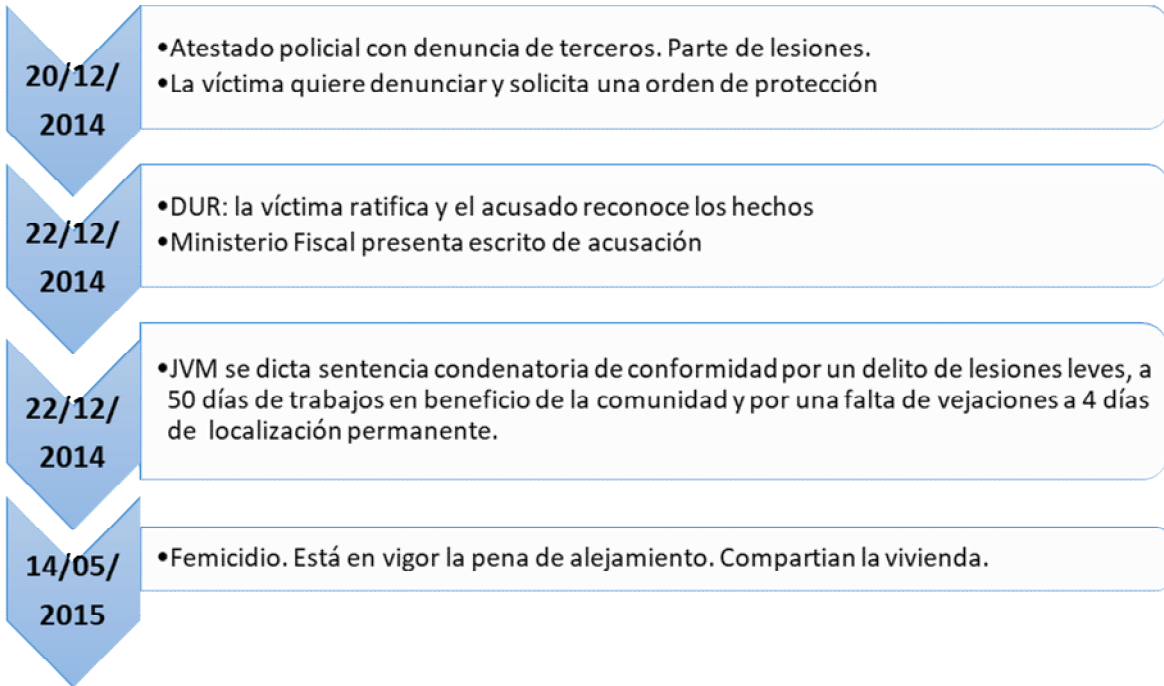 20/12/
2014
•Atestado policial con denuncia de terceros. Parte de lesiones.
•La víctima quiere denunciar y solicita una orden de protección
22/12/
2014
•DUR: la víctima ratifica y el acusado reconoce los hechos
•Ministerio Fiscal presenta escrito de acusación
22/12/
2014
•JVM se dicta sentencia condenatoria de conformidad por un delito de lesiones leves, a
50 días de trabajos en beneficio de la comunidad y por una falta de vejaciones a 4 días
de localización permanente.
14/05/
2015
•Femicidio. Está en vigor la pena de alejamiento. Compartian la vivienda.